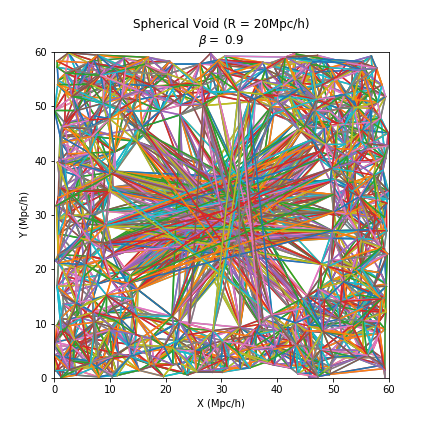 Spherical Void (R = 20Mpc/h)
β = 0.9
60
50
40
30
20
10
0
Y (Mpc/h)
0 10 20 30 40 50 60
X (Mpc/h)